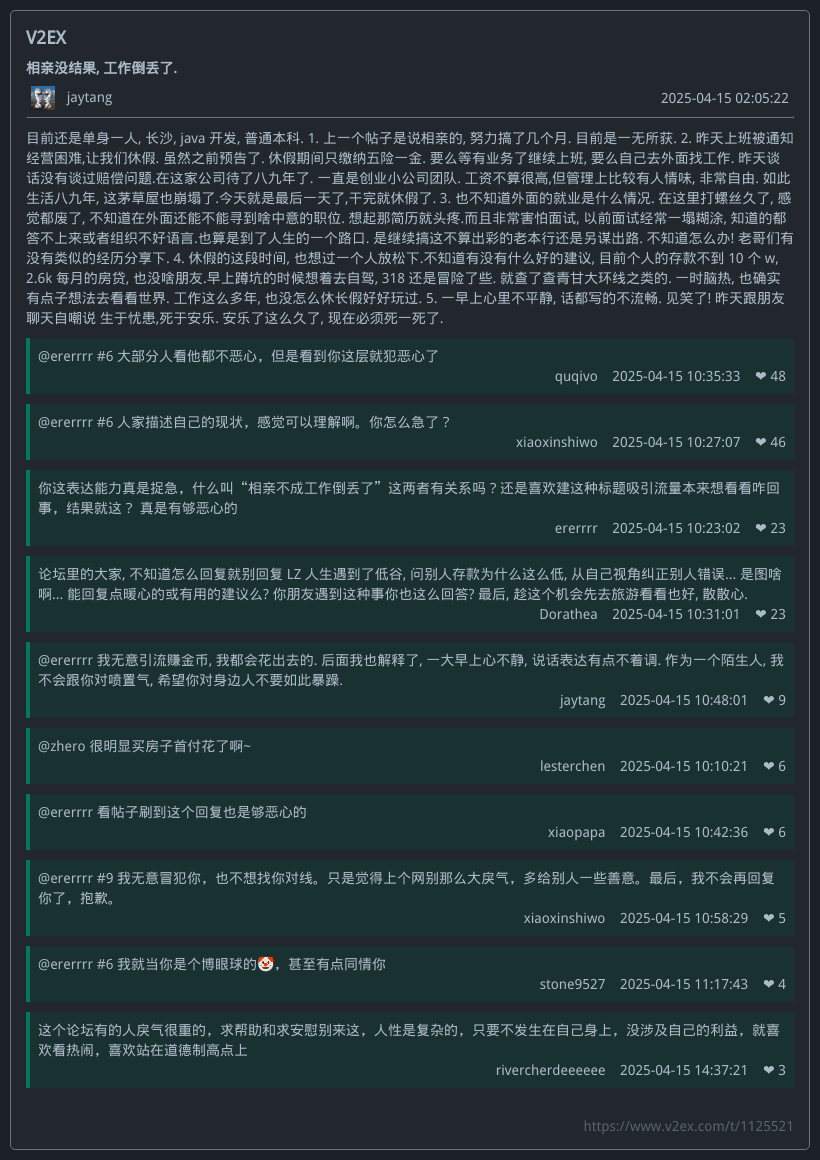 V2EX
相亲没结果, 工作倒丢了.
jaytang
2025-04-15 02:05:22
目前还是单身一人, 长沙, java 开发, 普通本科. 1. 上一个帖子是说相亲的, 努力搞了几个月. 目前是一无所获. 2. 昨天上班被通知
经营困难,让我们休假. 虽然之前预告了. 休假期间只缴纳五险一金. 要么等有业务了继续上班, 要么自己去外面找工作. 昨天谈
话没有谈过赔偿问题.在这家公司待了八九年了. 一直是创业小公司团队. 工资不算很高,但管理上比较有人情味, 非常自由. 如此
生活八九年, 这茅草屋也崩塌了.今天就是最后一天了,干完就休假了. 3. 也不知道外面的就业是什么情况. 在这里打螺丝久了, 感
觉都废了, 不知道在外面还能不能寻到啥中意的职位. 想起那简历就头疼.而且非常害怕面试, 以前面试经常一塌糊涂, 知道的都
答不上来或者组织不好语言.也算是到了人生的一个路口. 是继续搞这不算出彩的老本行还是另谋出路. 不知道怎么办! 老哥们有
没有类似的经历分享下. 4. 休假的这段时间, 也想过一个人放松下.不知道有没有什么好的建议, 目前个人的存款不到 10 个 w,
2.6k 每月的房贷, 也没啥朋友.早上蹲坑的时候想着去自驾, 318 还是冒险了些. 就查了查青甘大环线之类的. 一时脑热, 也确实
有点子想法去看看世界. 工作这么多年, 也没怎么休长假好好玩过. 5. 一早上心里不平静, 话都写的不流畅. 见笑了! 昨天跟朋友
聊天自嘲说 生于忧患,死于安乐. 安乐了这么久了, 现在必须死一死了.
@ererrrr #6 大部分人看他都不恶心，但是看到你这层就犯恶心了
quqivo 2025-04-15 10:35:33 ❤ 48
@ererrrr #6 人家描述自己的现状，感觉可以理解啊。你怎么急了？
xiaoxinshiwo 2025-04-15 10:27:07 ❤ 46
你这表达能力真是捉急，什么叫“相亲不成工作倒丢了”这两者有关系吗？还是喜欢建这种标题吸引流量本来想看看咋回
事，结果就这？ 真是有够恶心的
ererrrr 2025-04-15 10:23:02 ❤ 23
论坛里的大家, 不知道怎么回复就别回复 LZ 人生遇到了低谷, 问别人存款为什么这么低, 从自己视角纠正别人错误... 是图啥
啊... 能回复点暖心的或有用的建议么? 你朋友遇到这种事你也这么回答? 最后, 趁这个机会先去旅游看看也好, 散散心.
Dorathea 2025-04-15 10:31:01 ❤ 23
@ererrrr 我无意引流赚金币, 我都会花出去的. 后面我也解释了, 一大早上心不静, 说话表达有点不着调. 作为一个陌生人, 我
不会跟你对喷置气, 希望你对身边人不要如此暴躁.
jaytang 2025-04-15 10:48:01 ❤ 9
@zhero 很明显买房子首付花了啊~
lesterchen 2025-04-15 10:10:21 ❤ 6
@ererrrr 看帖子刷到这个回复也是够恶心的
xiaopapa 2025-04-15 10:42:36 ❤ 6
@ererrrr #9 我无意冒犯你，也不想找你对线。只是觉得上个网别那么大戾气，多给别人一些善意。最后，我不会再回复
你了，抱歉。
xiaoxinshiwo 2025-04-15 10:58:29 ❤ 5
@ererrrr #6 我就当你是个博眼球的🤡，甚至有点同情你
stone9527 2025-04-15 11:17:43 ❤ 4
这个论坛有的人戾气很重的，求帮助和求安慰别来这，人性是复杂的，只要不发生在自己身上，没涉及自己的利益，就喜
欢看热闹，喜欢站在道德制高点上
rivercherdeeeeee 2025-04-15 14:37:21 ❤ 3
https://www.v2ex.com/t/1125521